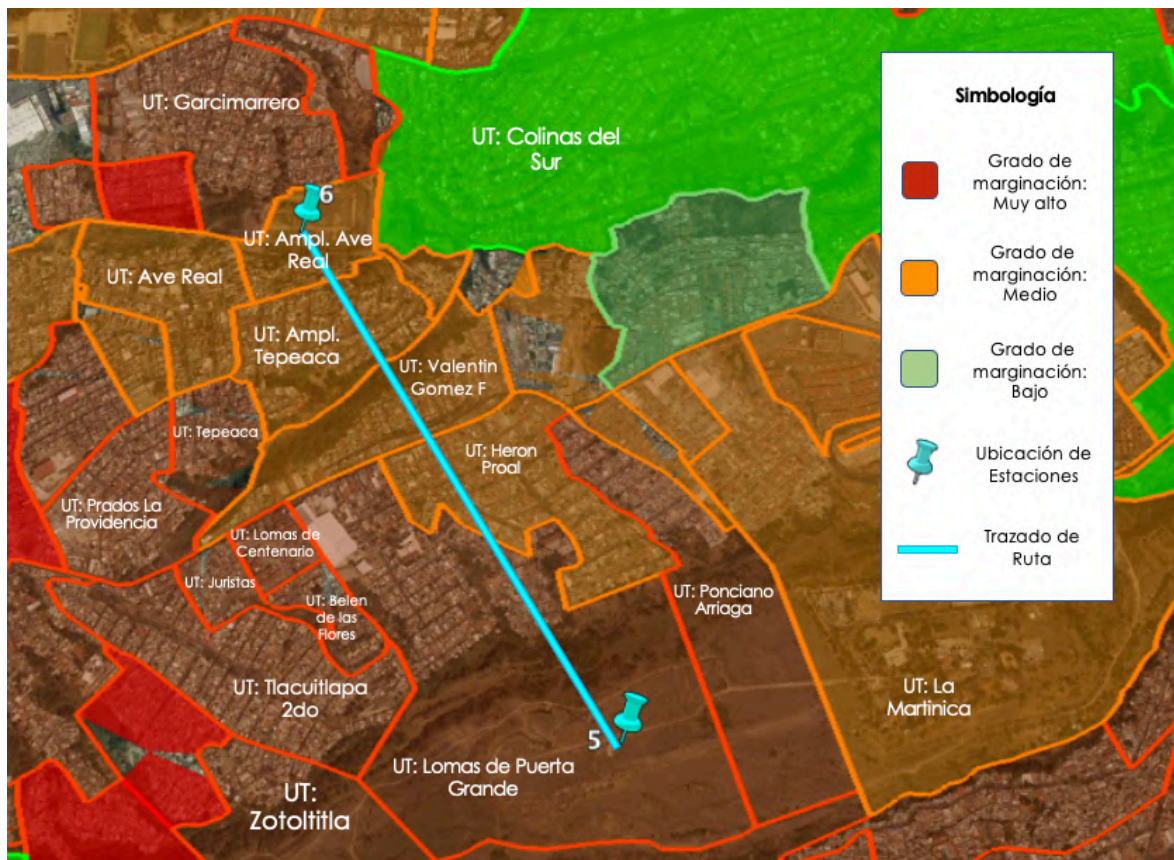 UT: Garcimarrero
UT: Colinas del
Sur
6
UT: Ampl. Ave
Real
UT: Ave Real
UT: Ampl.
Tepeaca
UT: Valentin
Gomez F
UT: Tepeaca
UT: Heron
Proal
UT: Prados La
Providencia
UT: Lomas de
Centenario
UT: Juristas
UT: Belen
de las
Flores
UT: Ponciano
Arriaga
UT: Tlacuitlapa
2do
UT: La
Martinica
5
UT: Lomas de Puerta
Grande
UT:
Zotoltitla
Simbología
Grado de
marginación:
Muy alto
Grado de
marginación:
Medio
Grado de
marginación:
Bajo
Ubicación de
Estaciones
Trazado de
Ruta